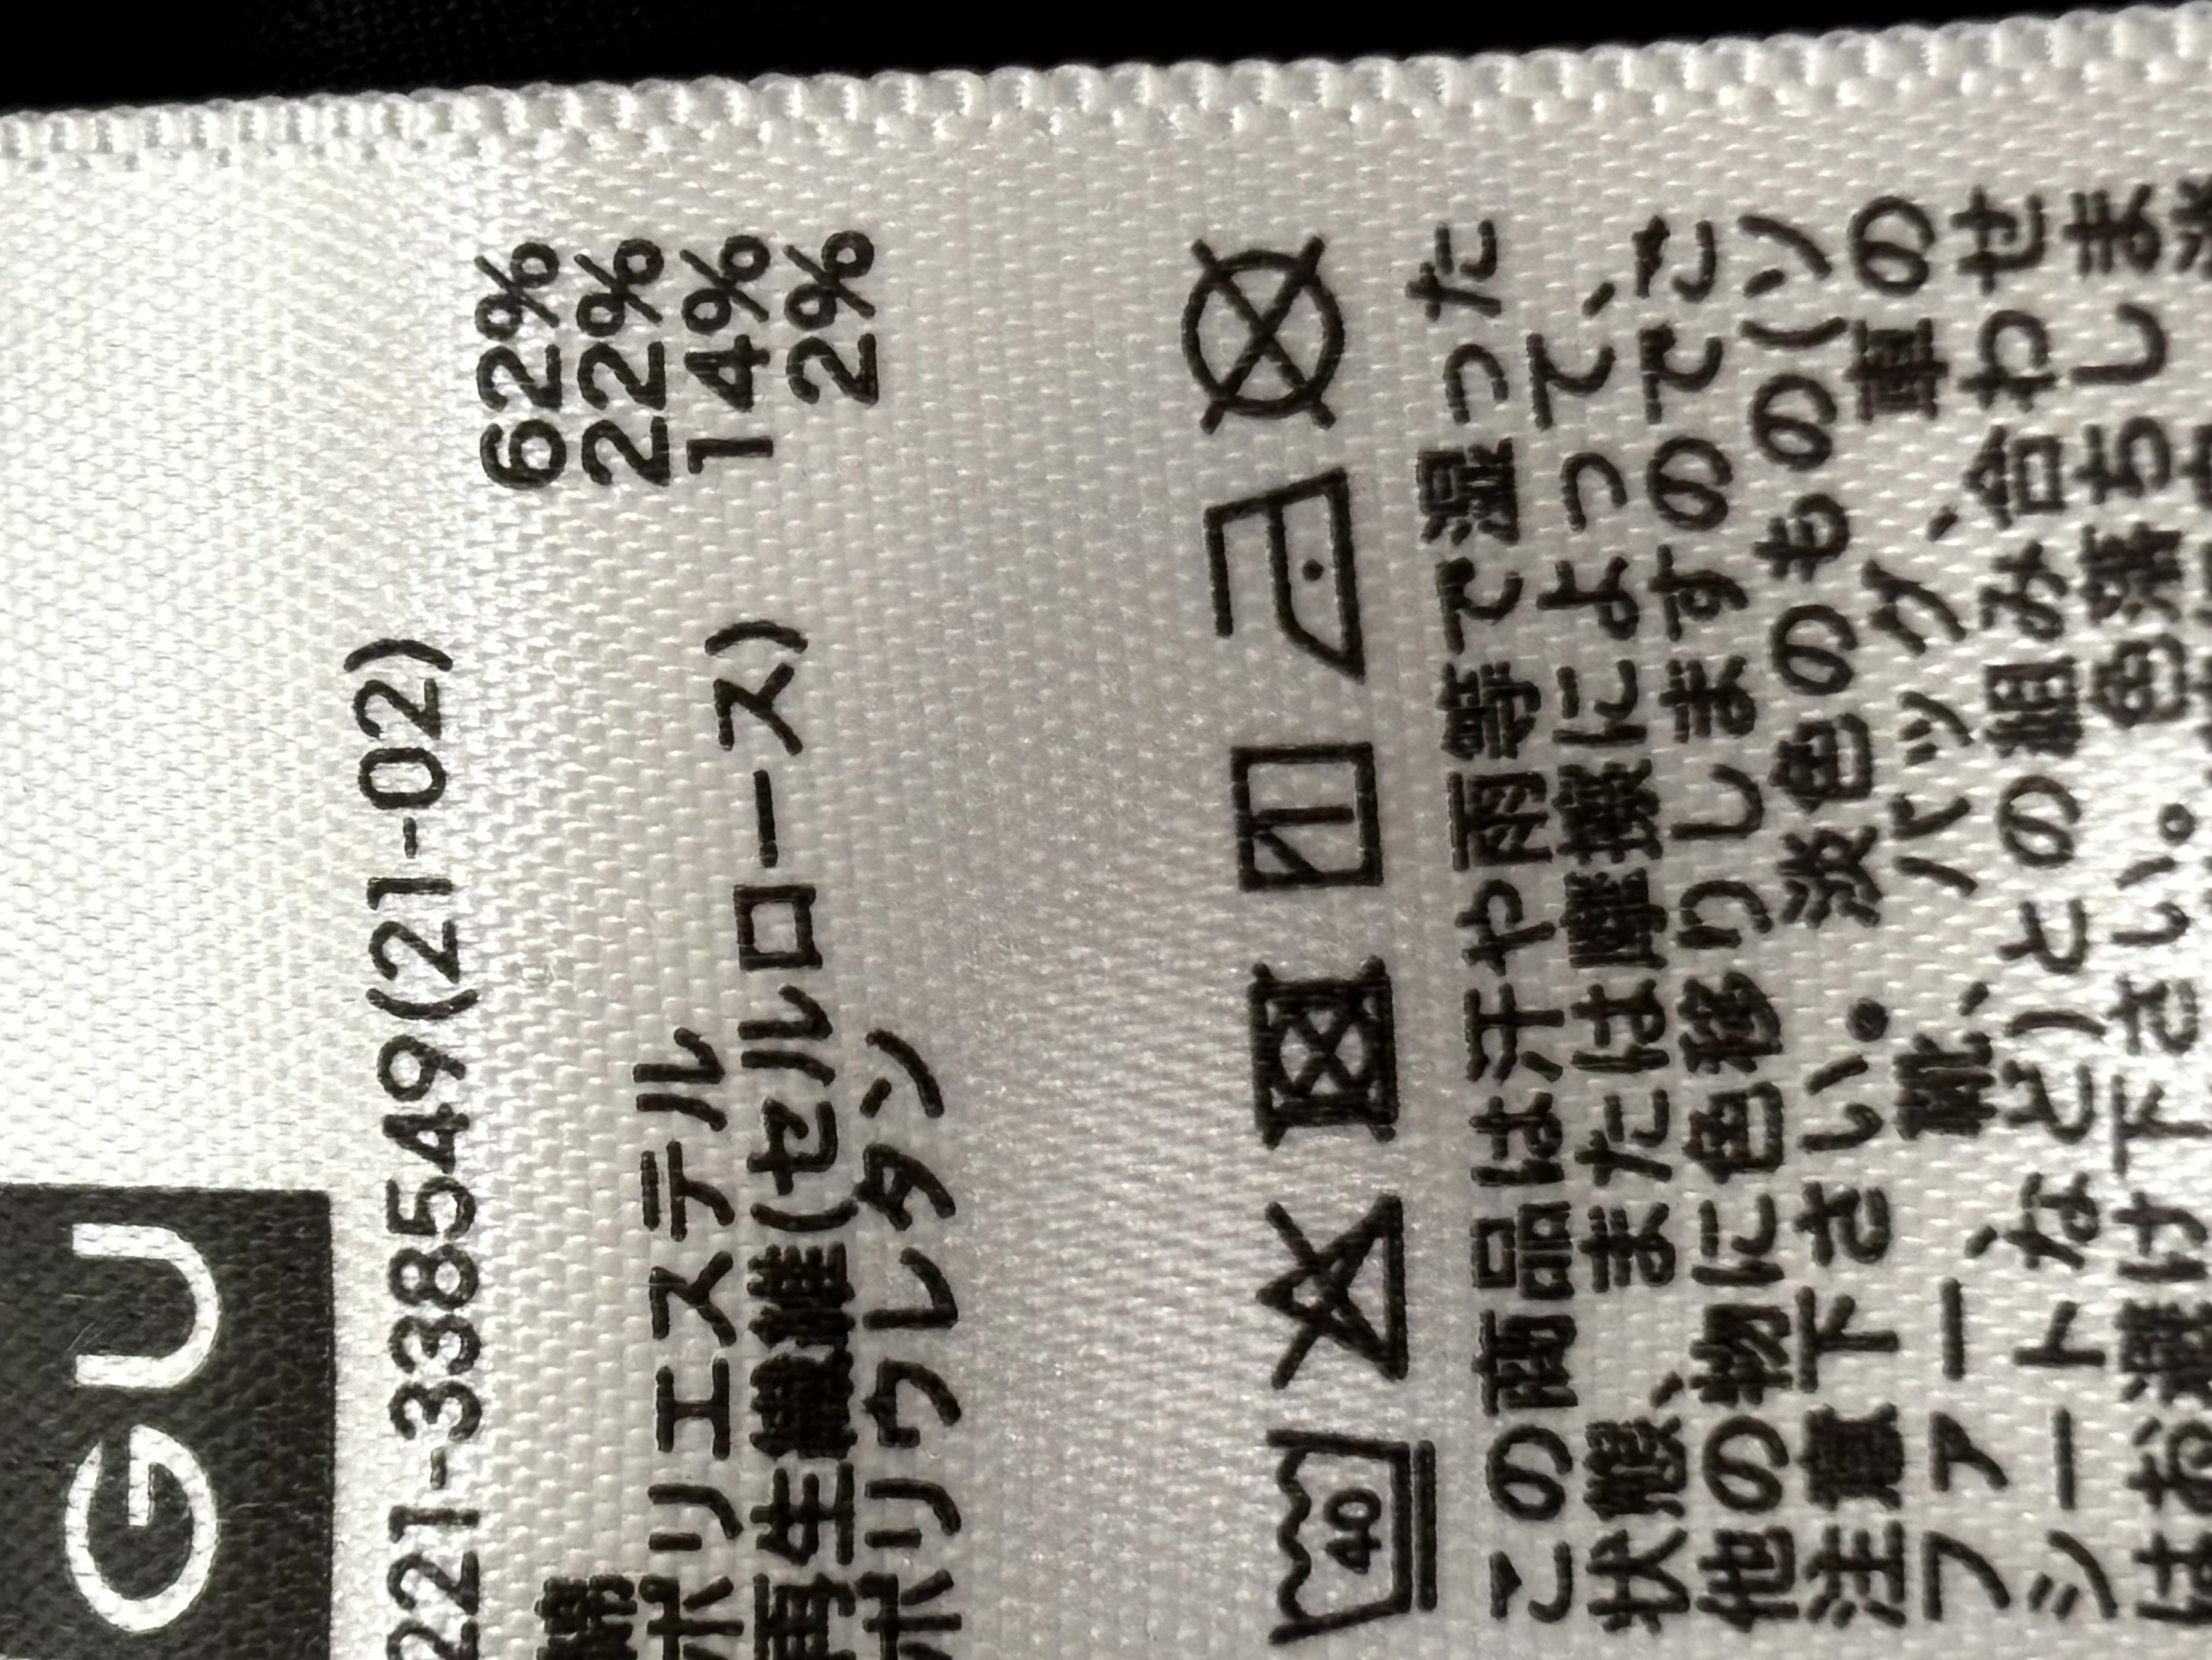 GU
221-338549(21-02)
綿 62%
ポリエステル 22%
再生繊維(セルロース) 14%
ポリウレタン 2%
40
この商品は汗や雨等で湿った
状態、または摩擦によって、
他の物に色移りしますのでご
注意下さい。淡色のもの(ソ
ファー、靴、バッグ、車の
シートなど)との組み合わせ
はお避け下さい。色落ちしま